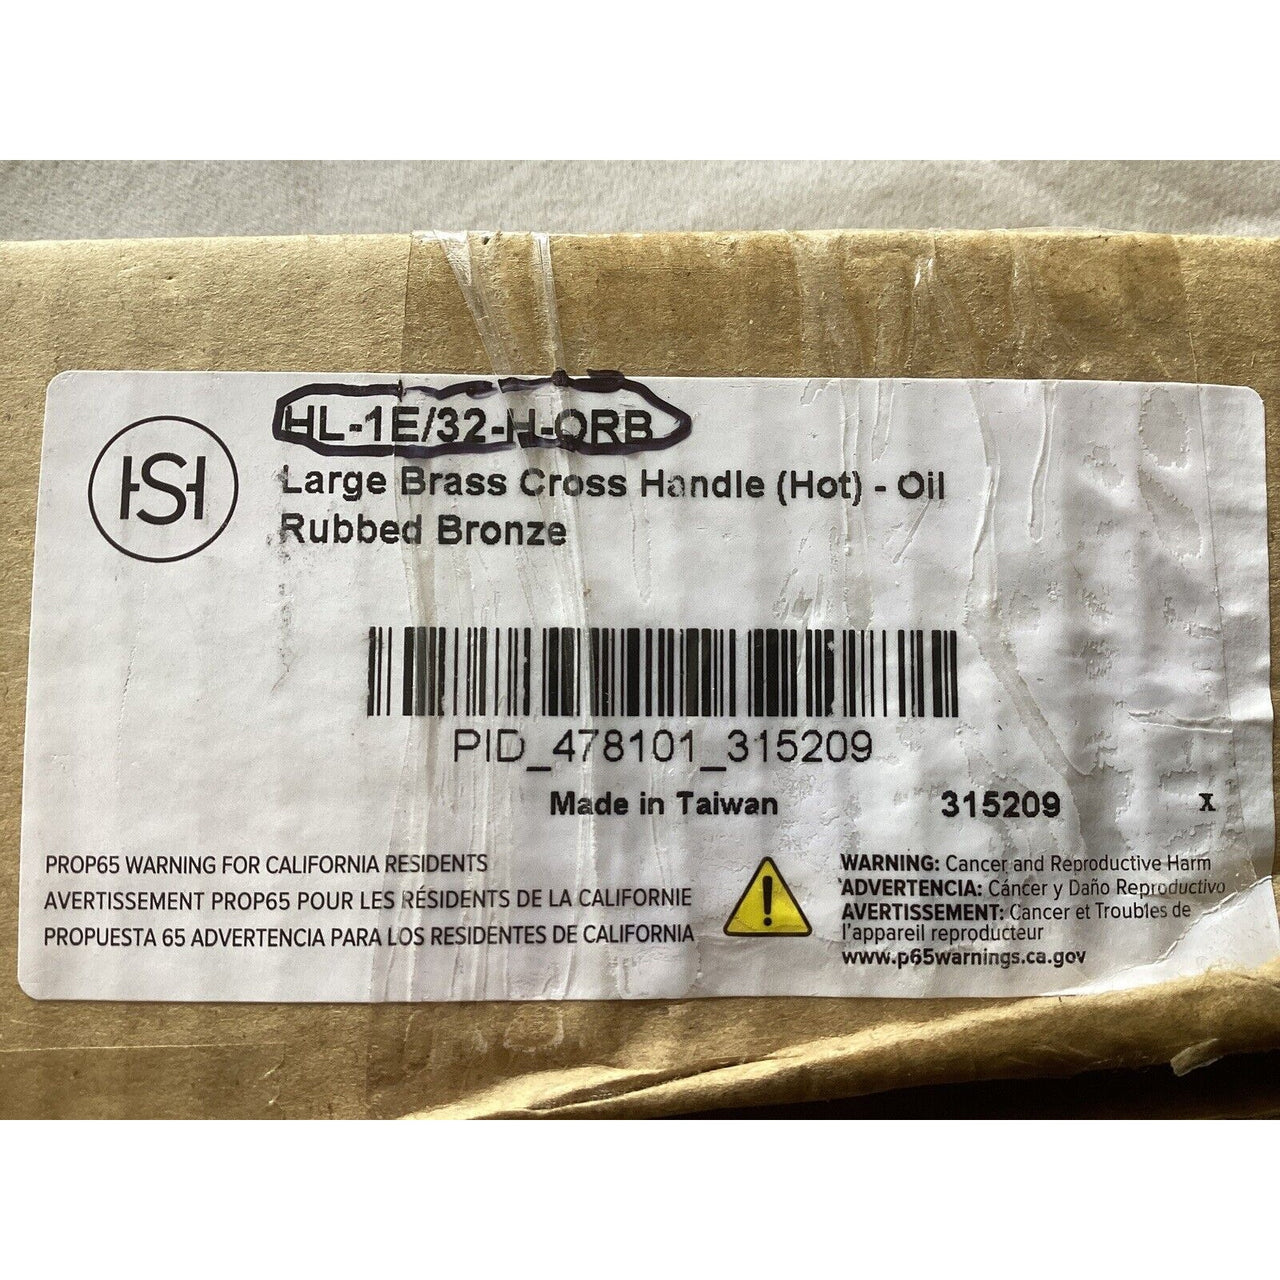 HSH
HL-1E/32-H-ORB
Large Brass Cross Handle (Hot) - Oil
Rubbed Bronze
PID_478101_315209
Made in Taiwan
315209
X
PROP65 WARNING FOR CALIFORNIA RESIDENTS
AVERTISSEMENT PROP65 POUR LES RÉSIDENTS DE LA CALIFORNIE
PROPUESTA 65 ADVERTENCIA PARA LOS RESIDENTES DE CALIFORNIA
WARNING: Cancer and Reproductive Harm
ADVERTENCIA: Cáncer y Daño Reproductivo
AVERTISSEMENT: Cancer et Troubles de
l'appareil reproducteur
www.p65warnings.ca.gov